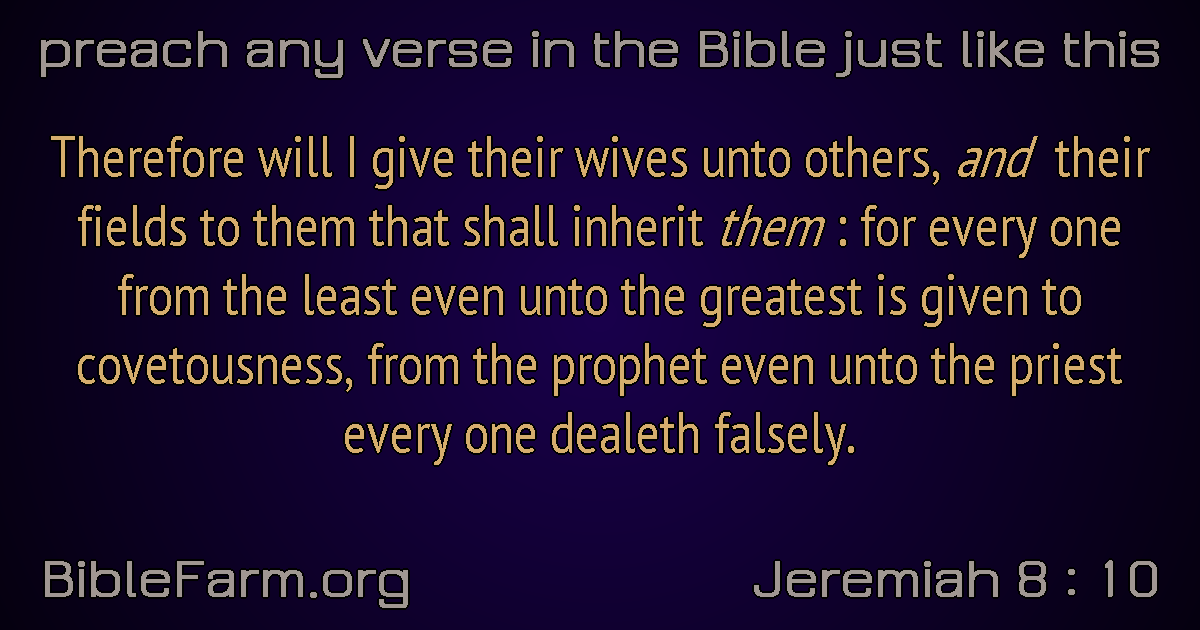 preach any verse in the Bible just like this
Therefore will I give their wives unto others, and their
fields to them that shall inherit them : for every one
from the least even unto the greatest is given to
covetousness, from the prophet even unto the priest
every one dealeth falsely.
BibleFarm.org
Jeremiah 8 : 10